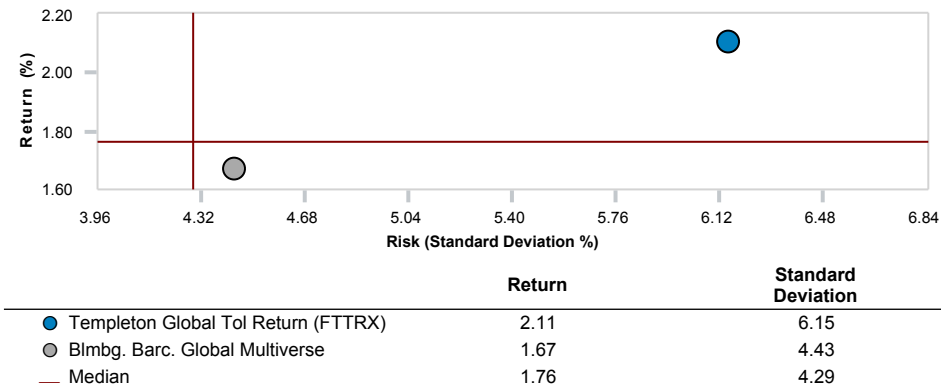 2.20
2.00
1.80
1.60
Return (%)
3.96 4.32 4.68 5.04 5.40 5.76 6.12 6.48 6.84
Risk (Standard Deviation %)
Return Standard Deviation
Templeton Global Tol Return (FTTRX) 2.11 6.15
Blmbg. Barc. Global Multiverse 1.67 4.43
Median 1.76 4.29